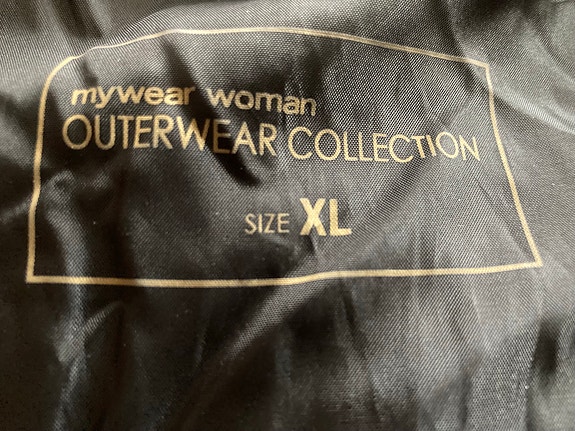 mywear woman
OUTERWEAR COLLECTION
SIZE XL